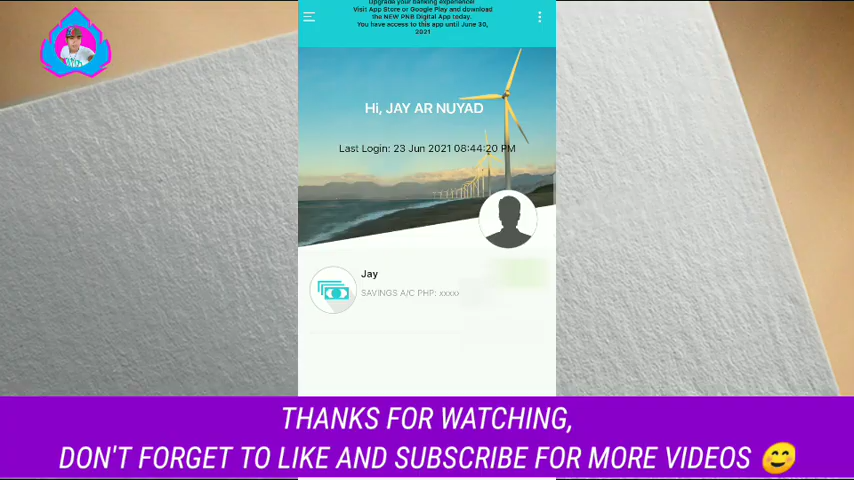 Upgrade your banking experience!
Visit App Store or Google Play and download
the NEW PNB Digital App today.
You have access to this app until June 30,
2021
Hi, JAY AR NUYAD
Last Login: 23 Jun 2021 08:44:20 PM
Jay
SAVINGS A/C PHP: xxxx
THANKS FOR WATCHING,
DON'T FORGET TO LIKE AND SUBSCRIBE FOR MORE VIDEOS 😊